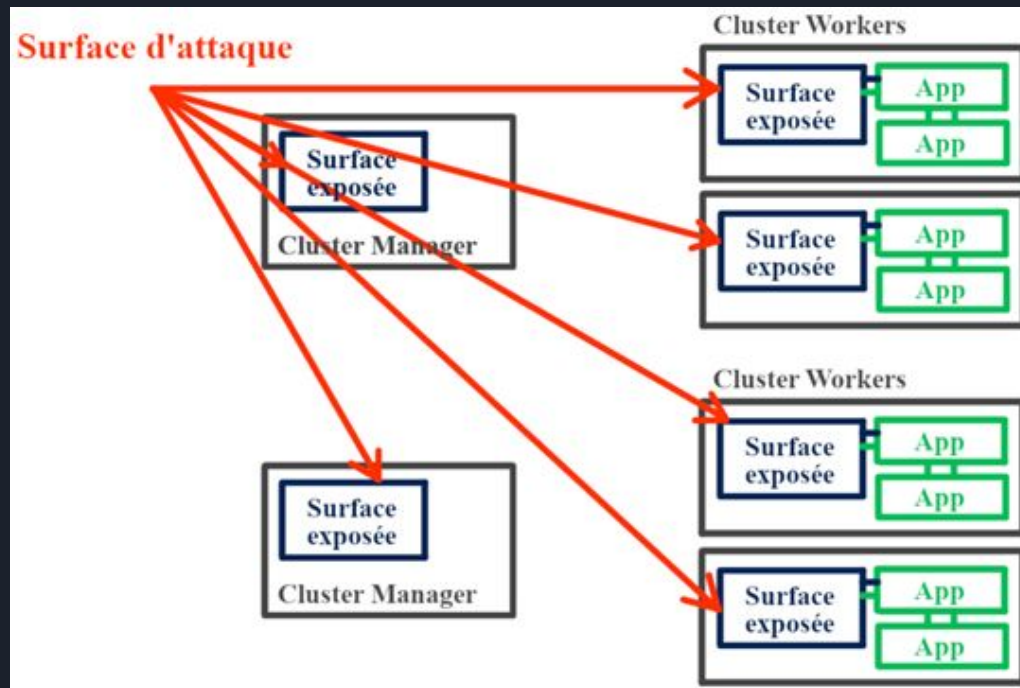 Surface d'attaque
Cluster Workers
Surface
exposée
App
App
Surface
exposée
Cluster Manager
Surface
exposée
App
App
Cluster Workers
Surface
exposée
App
App
Surface
exposée
Cluster Manager
Surface
exposée
App
App